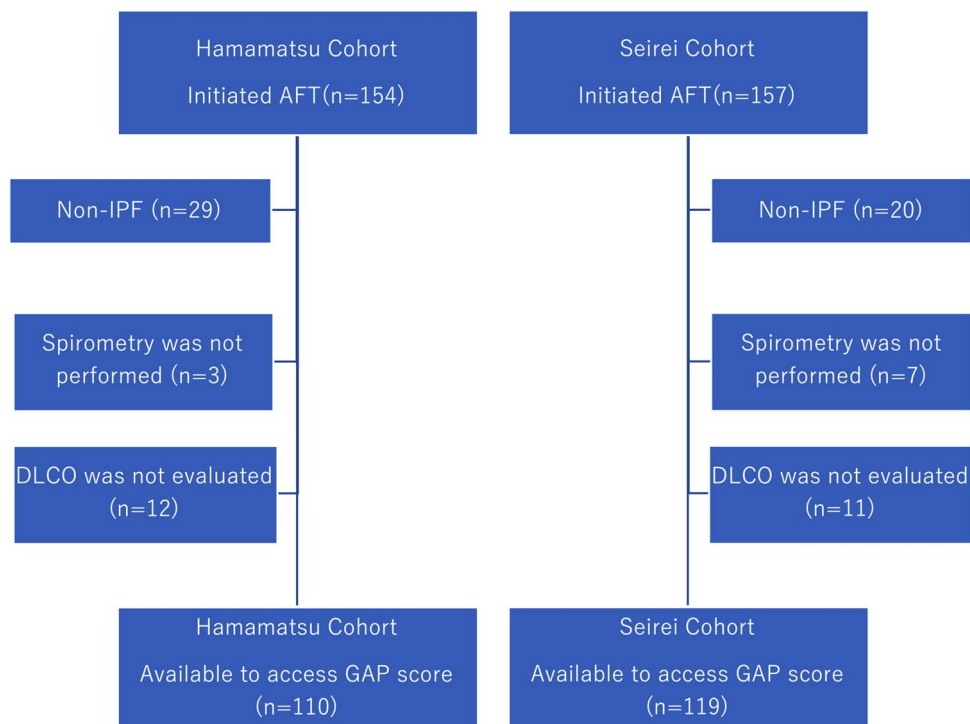 Hamamatsu Cohort
Initiated AFT(n=154)
Non-IPF (n=29)
Spirometry was not
performed (n=3)
DLCO was not evaluated
(n=12)
Hamamatsu Cohort
Available to access GAP score
(n=110)
Seirei Cohort
Initiated AFT(n=157)
Non-IPF (n=20)
Spirometry was not
performed (n=7)
DLCO was not evaluated
(n=11)
Seirei Cohort
Available to access GAP score
(n=119)